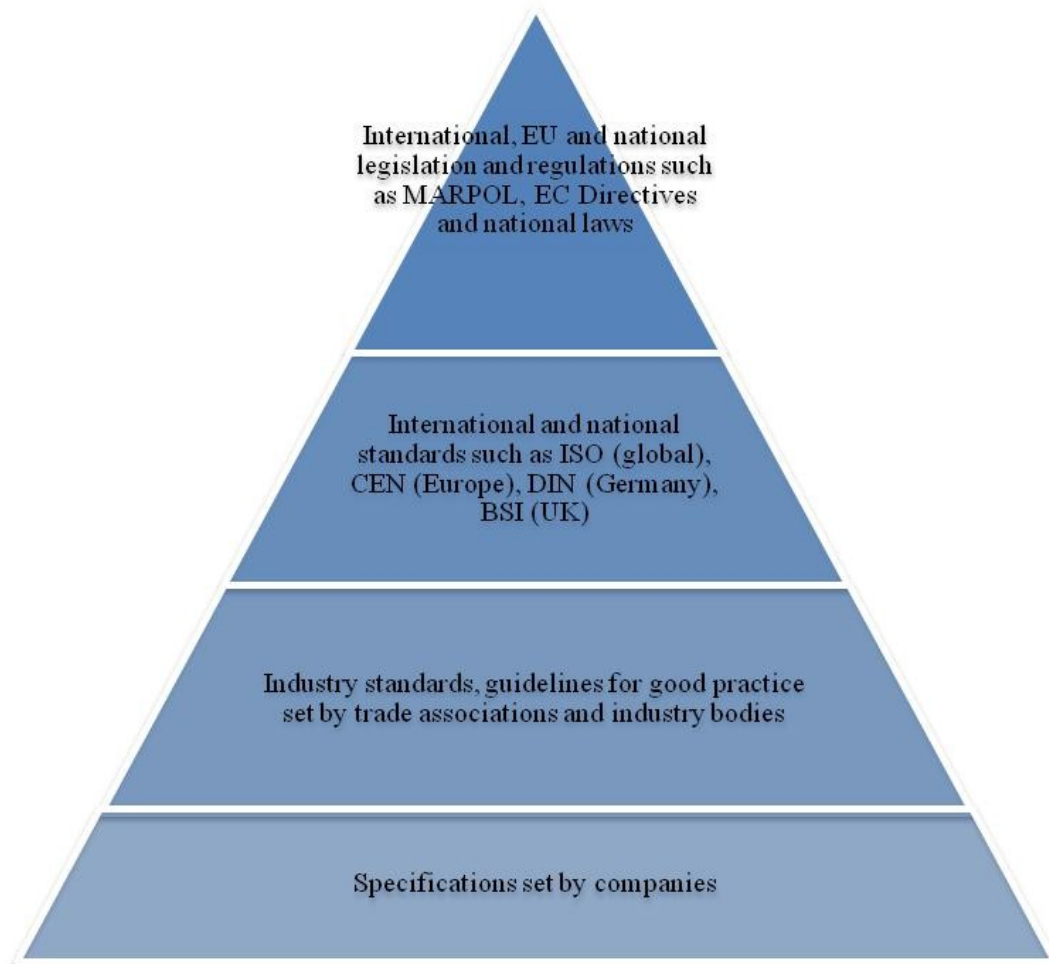 International, EU and national
legislation and regulations such
as MARPOL, EC Directives
and national laws
International and national
standards such as ISO (global),
CEN (Europe), DIN (Germany),
BSI (UK)
Industry standards, guidelines for good practice
set by trade associations and industry bodies
Specifications set by companies